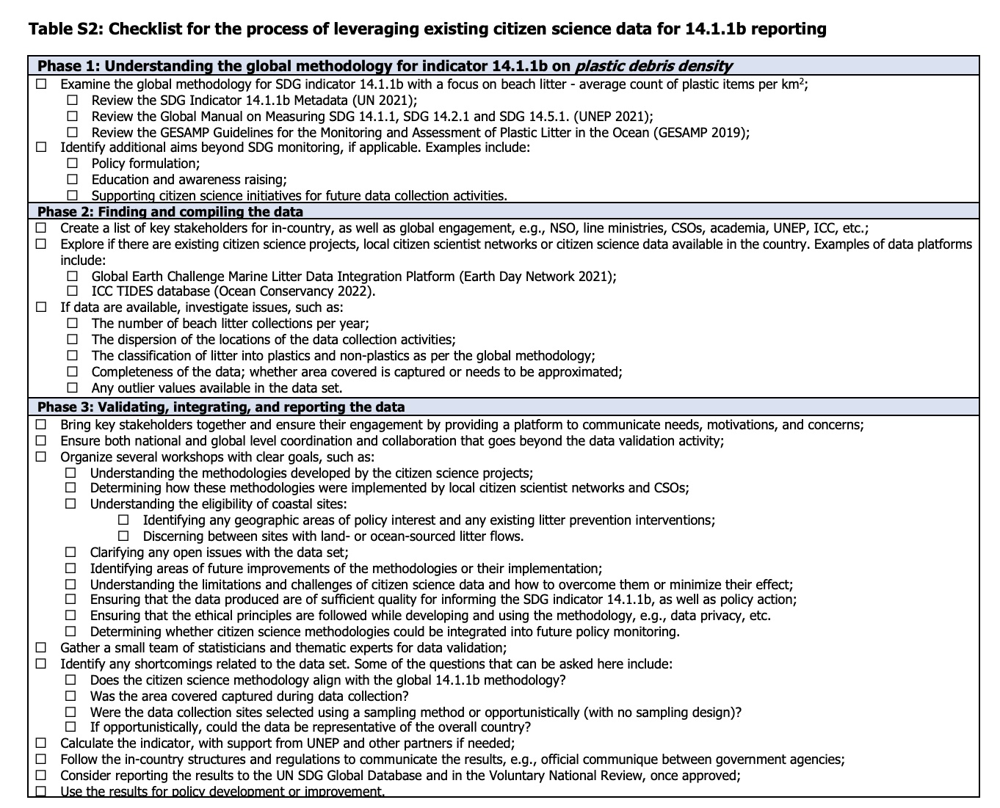 Table S2: Checklist for the process of leveraging existing citizen science data for 14.1.1b reporting
Phase 1: Understanding the global methodology for indicator 14.1.1b on plastic debris density
☐ Examine the global methodology for SDG indicator 14.1.1b with a focus on beach litter - average count of plastic items per km²;
☐ Review the SDG Indicator 14.1.1b Metadata (UN 2021);
☐ Review the Global Manual on Measuring SDG 14.1.1, SDG 14.2.1 and SDG 14.5.1. (UNEP 2021);
☐ Review the GESAMP Guidelines for the Monitoring and Assessment of Plastic Litter in the Ocean (GESAMP 2019);
☐ Identify additional aims beyond SDG monitoring, if applicable. Examples include:
☐ Policy formulation;
☐ Education and awareness raising;
☐ Supporting citizen science initiatives for future data collection activities.
Phase 2: Finding and compiling the data
☐ Create a list of key stakeholders for in-country, as well as global engagement, e.g., NSO, line ministries, CSOs, academia, UNEP, ICC, etc.;
☐ Explore if there are existing citizen science projects, local citizen scientist networks or citizen science data available in the country. Examples of data platforms
include:
☐ Global Earth Challenge Marine Litter Data Integration Platform (Earth Day Network 2021);
☐ ICC TIDES database (Ocean Conservancy 2022).
☐ If data are available, investigate issues, such as:
☐ The number of beach litter collections per year;
☐ The dispersion of the locations of the data collection activities;
☐ The classification of litter into plastics and non-plastics as per the global methodology;
☐ Completeness of the data; whether area covered is captured or needs to be approximated;
☐ Any outlier values available in the data set.
Phase 3: Validating, integrating, and reporting the data
☐ Bring key stakeholders together and ensure their engagement by providing a platform to communicate needs, motivations, and concerns;
☐ Ensure both national and global level coordination and collaboration that goes beyond the data validation activity;
☐ Organize several workshops with clear goals, such as:
☐ Understanding the methodologies developed by the citizen science projects;
☐ Determining how these methodologies were implemented by local citizen scientist networks and CSOs;
☐ Understanding the eligibility of coastal sites:
☐ Identifying any geographic areas of policy interest and any existing litter prevention interventions;
☐ Discerning between sites with land- or ocean-sourced litter flows.
☐ Clarifying any open issues with the data set;
☐ Identifying areas of future improvements of the methodologies or their implementation;
☐ Understanding the limitations and challenges of citizen science data and how to overcome them or minimize their effect;
☐ Ensuring that the data produced are of sufficient quality for informing the SDG indicator 14.1.1b, as well as policy action;
☐ Ensuring that the ethical principles are followed while developing and using the methodology, e.g., data privacy, etc.
☐ Determining whether citizen science methodologies could be integrated into future policy monitoring.
☐ Gather a small team of statisticians and thematic experts for data validation;
☐ Identify any shortcomings related to the data set. Some of the questions that can be asked here include:
☐ Does the citizen science methodology align with the global 14.1.1b methodology?
☐ Was the area covered captured during data collection?
☐ Were the data collection sites selected using a sampling method or opportunistically (with no sampling design)?
☐ If opportunistically, could the data be representative of the overall country?
☐ Calculate the indicator, with support from UNEP and other partners if needed;
☐ Follow the in-country structures and regulations to communicate the results, e.g., official communique between government agencies;
☐ Consider reporting the results to the UN SDG Global Database and in the Voluntary National Review, once approved;
☐ Use the results for policy development or improvement.